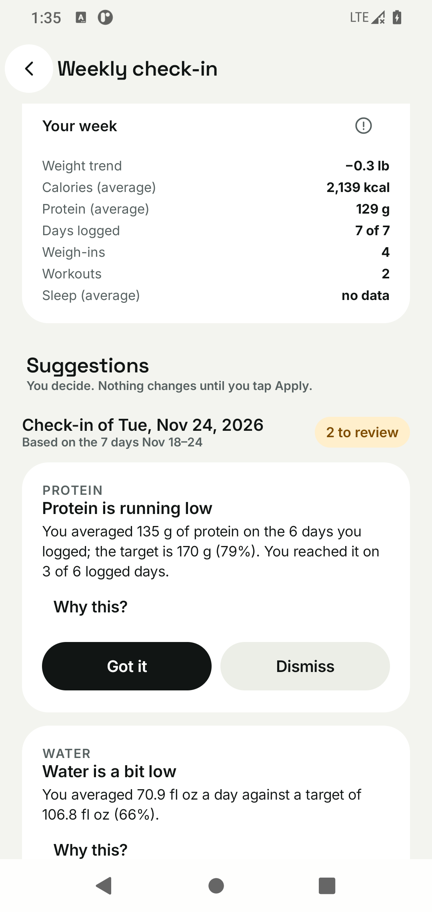 1:35
LTE
Weekly check-in
Your week
Weight trend −0.3 lb
Calories (average) 2,139 kcal
Protein (average) 129 g
Days logged 7 of 7
Weigh-ins 4
Workouts 2
Sleep (average) no data
Suggestions
You decide. Nothing changes until you tap Apply.
Check-in of Tue, Nov 24, 2026
Based on the 7 days Nov 18–24
2 to review
PROTEIN
Protein is running low
You averaged 135 g of protein on the 6 days you
logged; the target is 170 g (79%). You reached it on
3 of 6 logged days.
Why this?
Got it
Dismiss
WATER
Water is a bit low
You averaged 70.9 fl oz a day against a target of
106.8 fl oz (66%).
Why this?